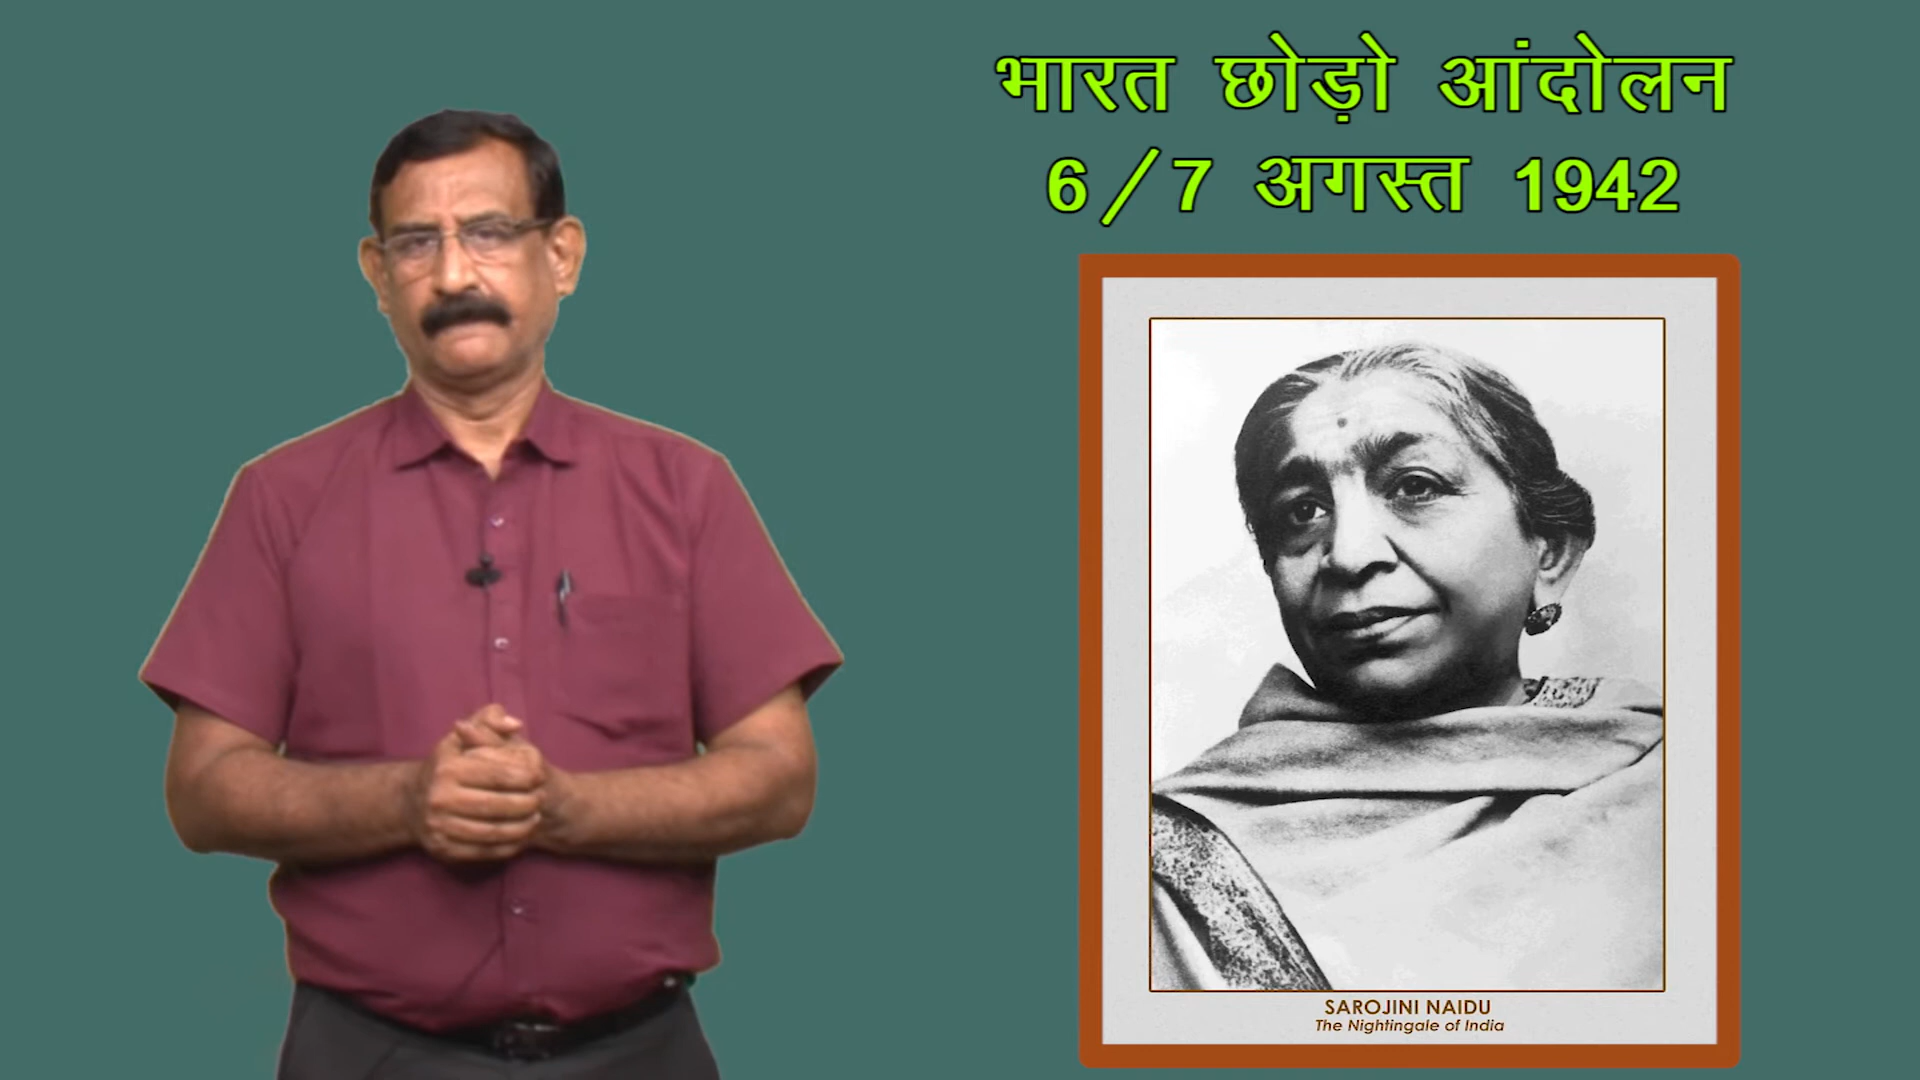 भारत छोड़ो आंदोलन
6/7 अगस्त 1942
SAROJINI NAIDU
The Nightingale of India